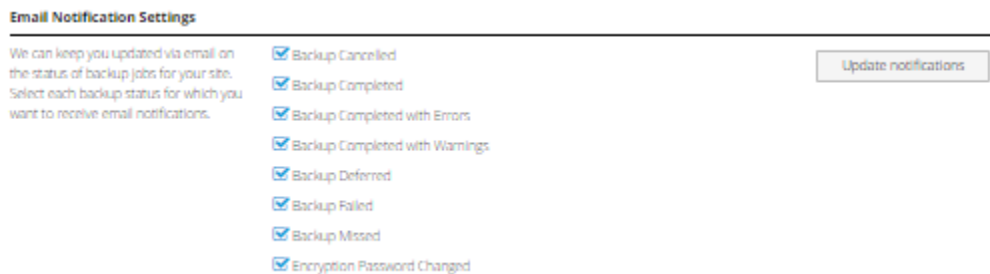 Email Notification Settings
We can keep you updated via email on
the status of backup jobs for your site.
Select each backup status for which you
want to receive email notifications.
Backup Cancelled
Backup Completed
Backup Completed with Errors
Backup Completed with Warnings
Backup Deferred
Backup Failed
Backup Missed
Encryption Password Changed
Update notifications